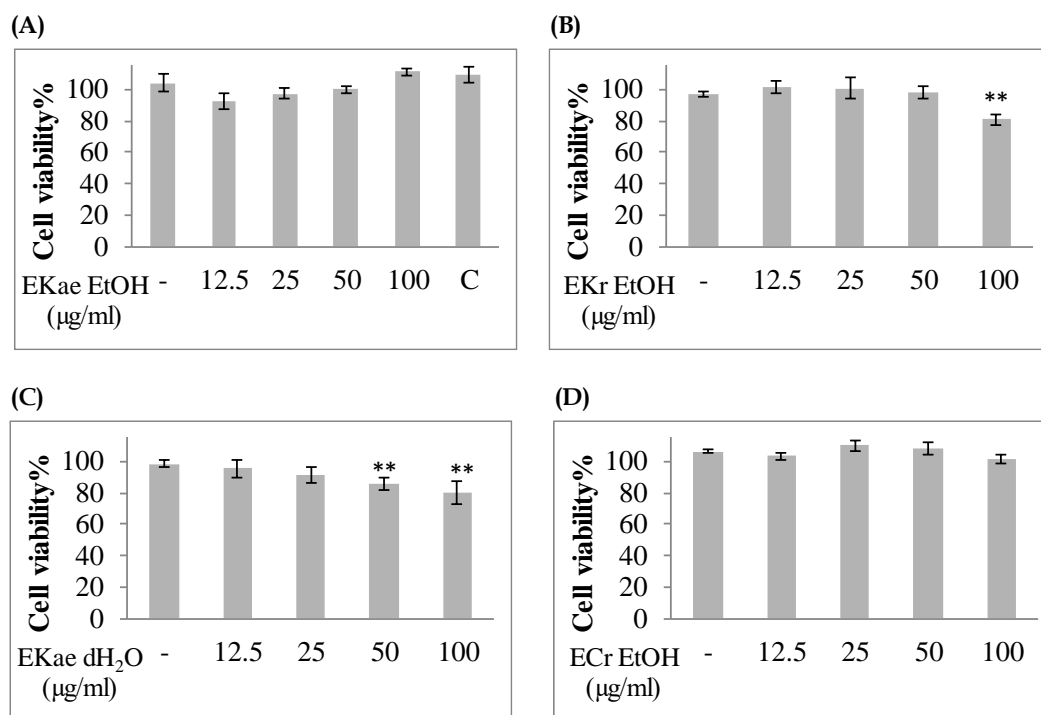 (A)
100
80
60
40
20
0
Cell viability%
EKae EtOH - 12.5 25 50 100 C
(µg/ml)
(B)
100
80
60
40
20
0
Cell viability%
**
EKr EtOH - 12.5 25 50 100
(µg/ml)
(C)
100
80
60
40
20
0
Cell viability%
** **
EKae dH₂O - 12.5 25 50 100
(µg/ml)
(D)
100
80
60
40
20
0
Cell viability%
ECr EtOH - 12.5 25 50 100
(µg/ml)